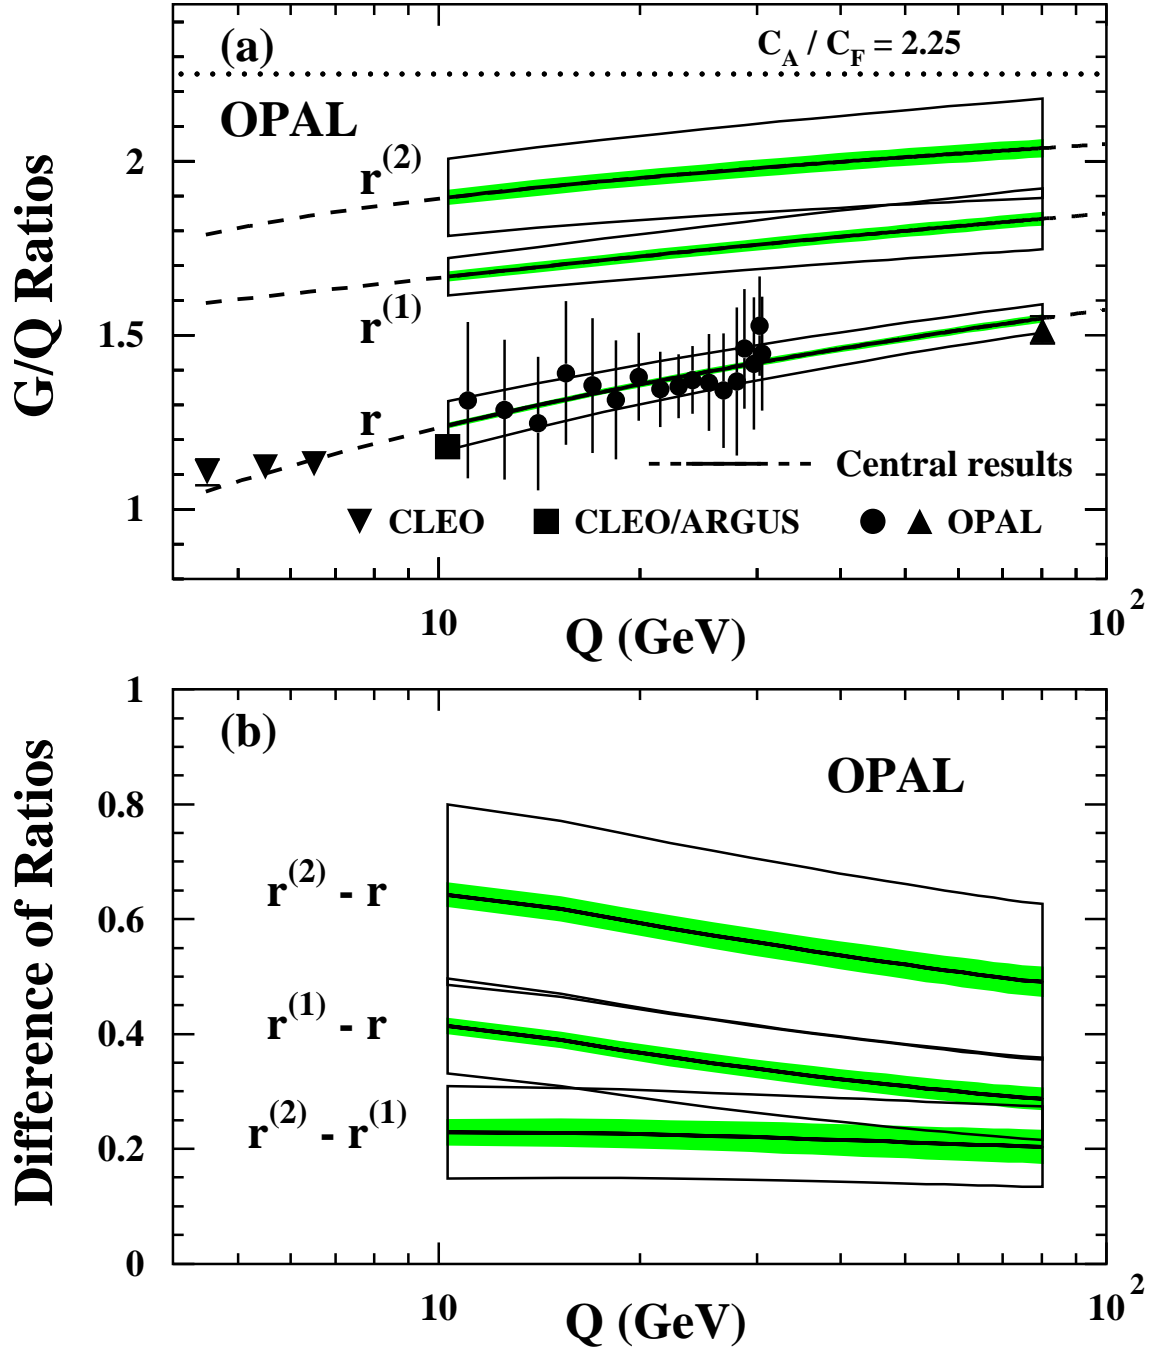 (a)
C_A / C_F = 2.25
OPAL
r^(2)
r^(1)
r
G/Q Ratios
2
1.5
1
Central results
CLEO
CLEO/ARGUS
OPAL
10
10^2
Q (GeV)
(b)
OPAL
Difference of Ratios
1
0.8
0.6
0.4
0.2
0
r^(2) - r
r^(1) - r
r^(2) - r^(1)
10
10^2
Q (GeV)